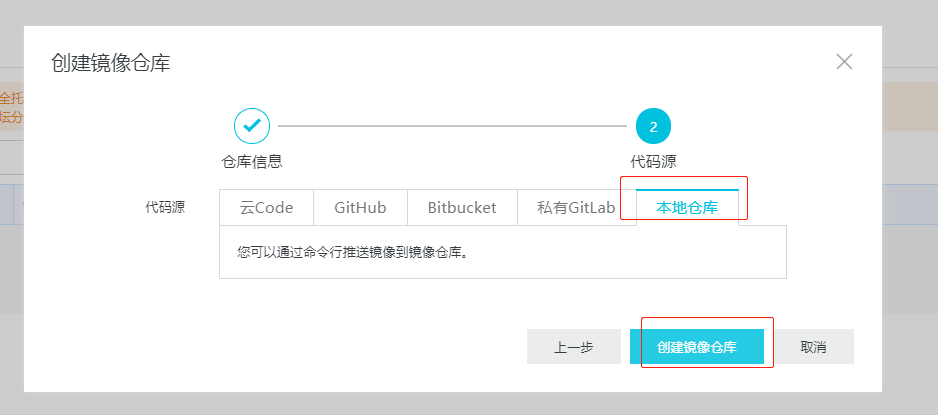 创建镜像仓库
全托
坛分
2
仓库信息
代码源
代码源
云Code
GitHub
Bitbucket
私有GitLab
本地仓库
您可以通过命令行推送镜像到镜像仓库。
上一步
创建镜像仓库
取消